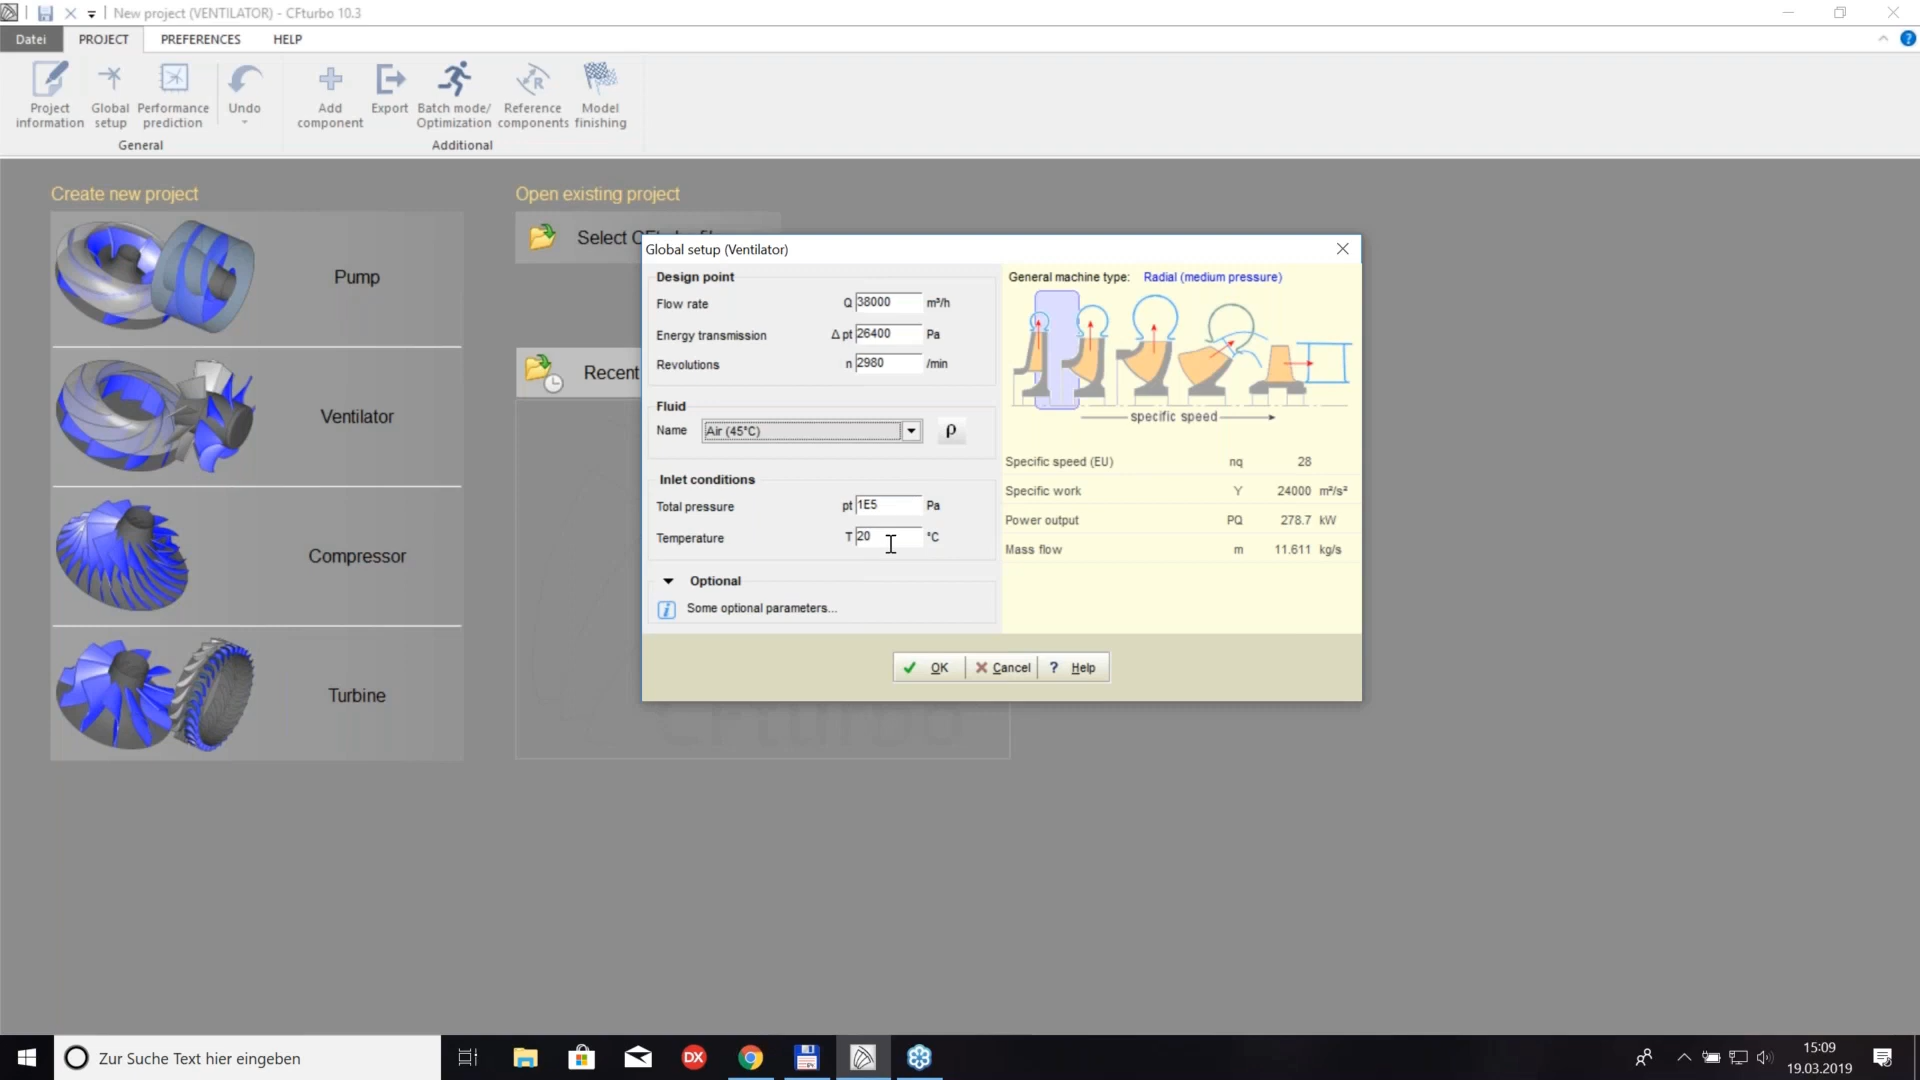 New project (VENTILATOR) - CFturbo 10.3
Datei PROJECT PREFERENCES HELP
Project information
Global setup
Performance prediction
Undo
Add component
Export
Batch mode/ Optimization
Reference components
Model finishing
General
Additional
Create new project
Pump
Ventilator
Compressor
Turbine
Open existing project
Select
Recent
Global setup (Ventilator)
Design point
Flow rate Q 38000 m³/h
Energy transmission Δ pt 26400 Pa
Revolutions n 2980 /min
Fluid
Name Air (45°C) ρ
Inlet conditions
Total pressure pt 1E5 Pa
Temperature T 20 °C
Optional
Some optional parameters...
General machine type: Radial (medium pressure)
specific speed
Specific speed (EU) nq 28
Specific work Y 24000 m²/s²
Power output PQ 278.7 kW
Mass flow m 11.611 kg/s
OK Cancel ? Help
CFturbo
Zur Suche Text hier eingeben
DX
15:09
19.03.2019